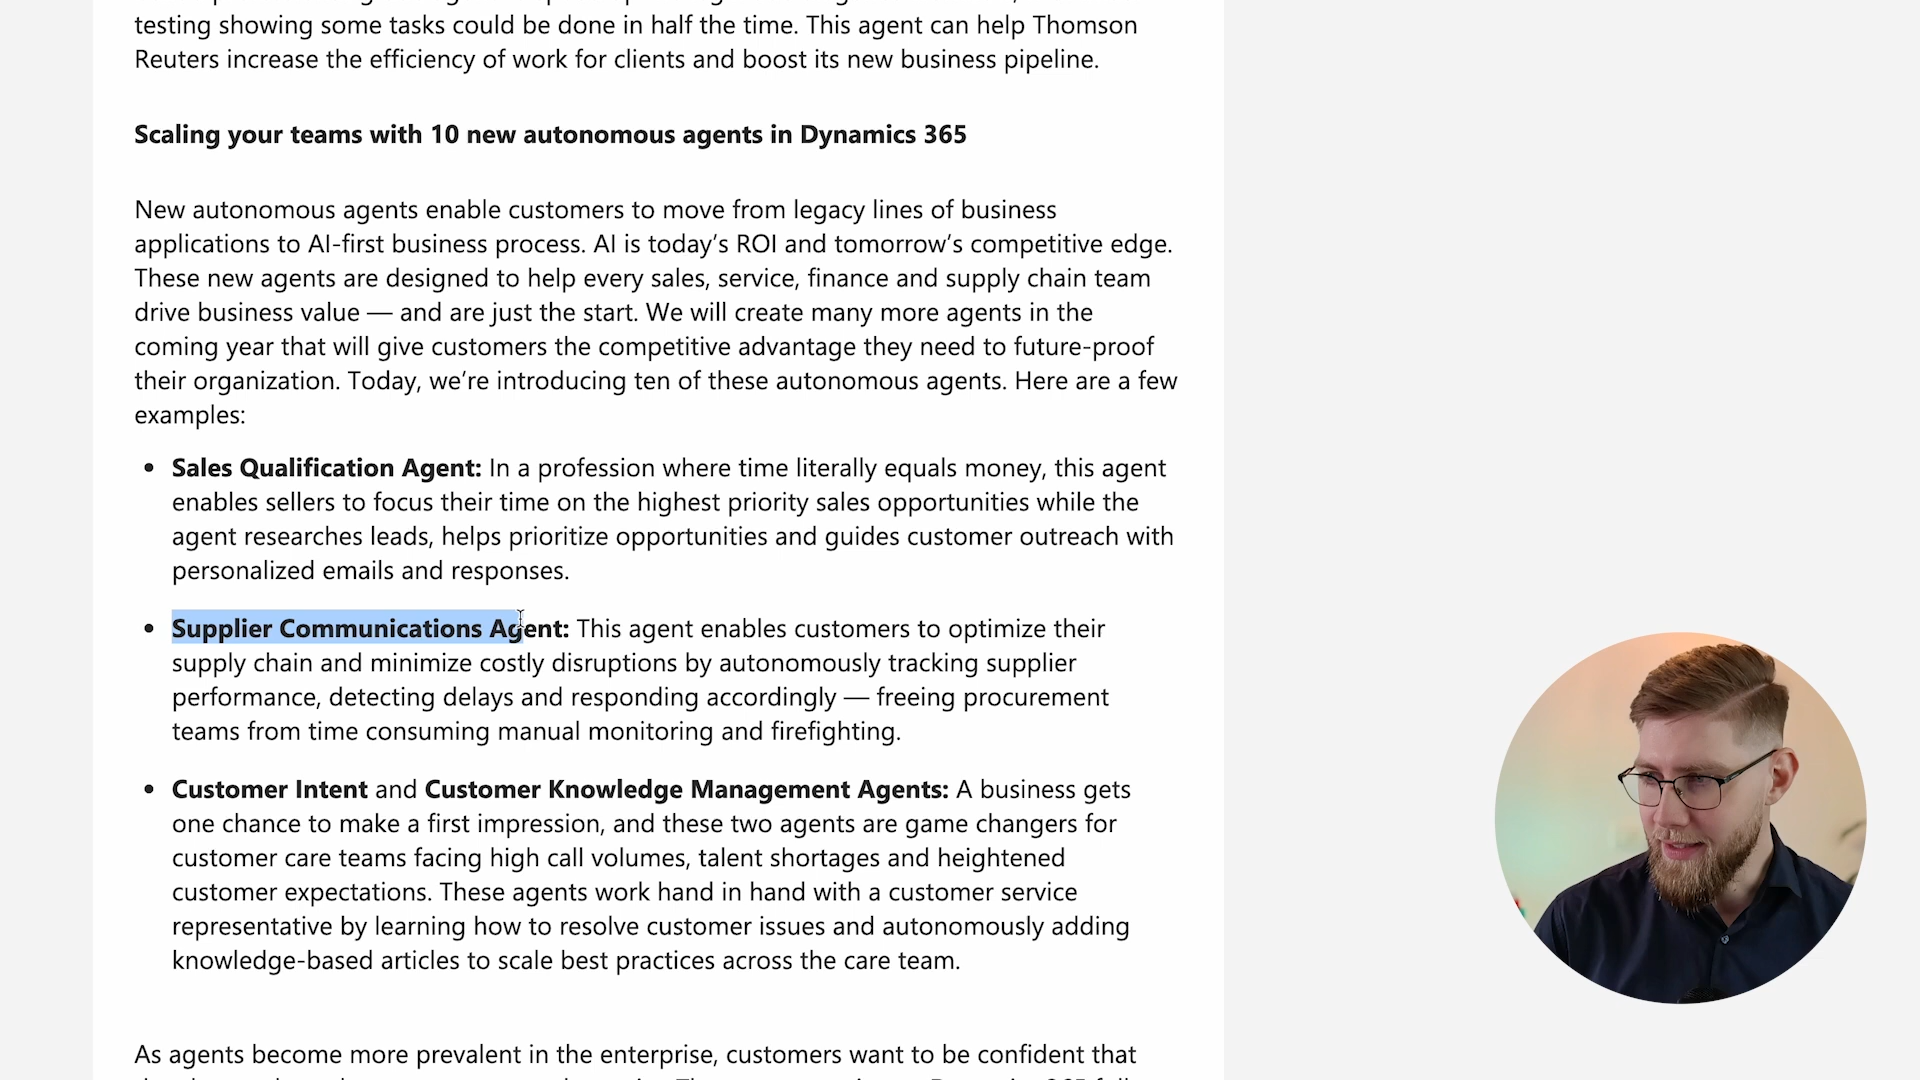 testing showing some tasks could be done in half the time. This agent can help Thomson
Reuters increase the efficiency of work for clients and boost its new business pipeline.
Scaling your teams with 10 new autonomous agents in Dynamics 365
New autonomous agents enable customers to move from legacy lines of business
applications to AI-first business process. AI is today’s ROI and tomorrow’s competitive edge.
These new agents are designed to help every sales, service, finance and supply chain team
drive business value — and are just the start. We will create many more agents in the
coming year that will give customers the competitive advantage they need to future-proof
their organization. Today, we’re introducing ten of these autonomous agents. Here are a few
examples:
• Sales Qualification Agent: In a profession where time literally equals money, this agent
enables sellers to focus their time on the highest priority sales opportunities while the
agent researches leads, helps prioritize opportunities and guides customer outreach with
personalized emails and responses.
• Supplier Communications Agent: This agent enables customers to optimize their
supply chain and minimize costly disruptions by autonomously tracking supplier
performance, detecting delays and responding accordingly — freeing procurement
teams from time consuming manual monitoring and firefighting.
• Customer Intent and Customer Knowledge Management Agents: A business gets
one chance to make a first impression, and these two agents are game changers for
customer care teams facing high call volumes, talent shortages and heightened
customer expectations. These agents work hand in hand with a customer service
representative by learning how to resolve customer issues and autonomously adding
knowledge-based articles to scale best practices across the care team.
As agents become more prevalent in the enterprise, customers want to be confident that